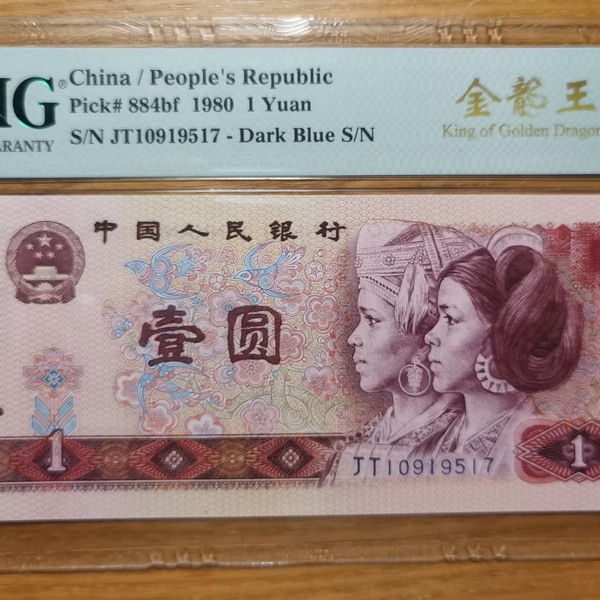 NG®
ARANTY
China / People's Republic
Pick# 884bf 1980 1 Yuan
S/N JT10919517 - Dark Blue S/N
金龍王
King of Golden Dragon
中国人民银行
壹圆
1
JT10919517
1